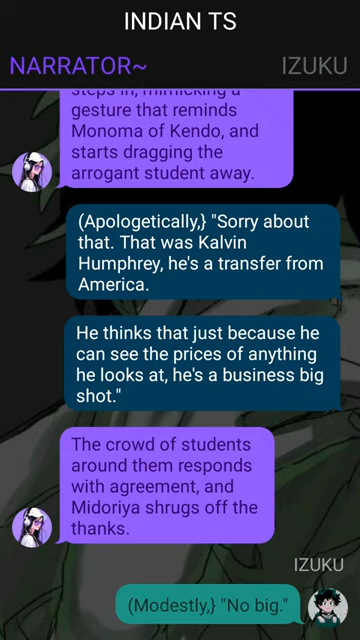 INDIAN TS
NARRATOR~ IZUKU
steps in, mimicking a
gesture that reminds
Monoma of Kendo, and
starts dragging the
arrogant student away.
(Apologetically,} "Sorry about
that. That was Kalvin
Humphrey, he's a transfer from
America.
He thinks that just because he
can see the prices of anything
he looks at, he's a business big
shot."
The crowd of students
around them responds
with agreement, and
Midoriya shrugs off the
thanks.
IZUKU
(Modestly,} "No big."